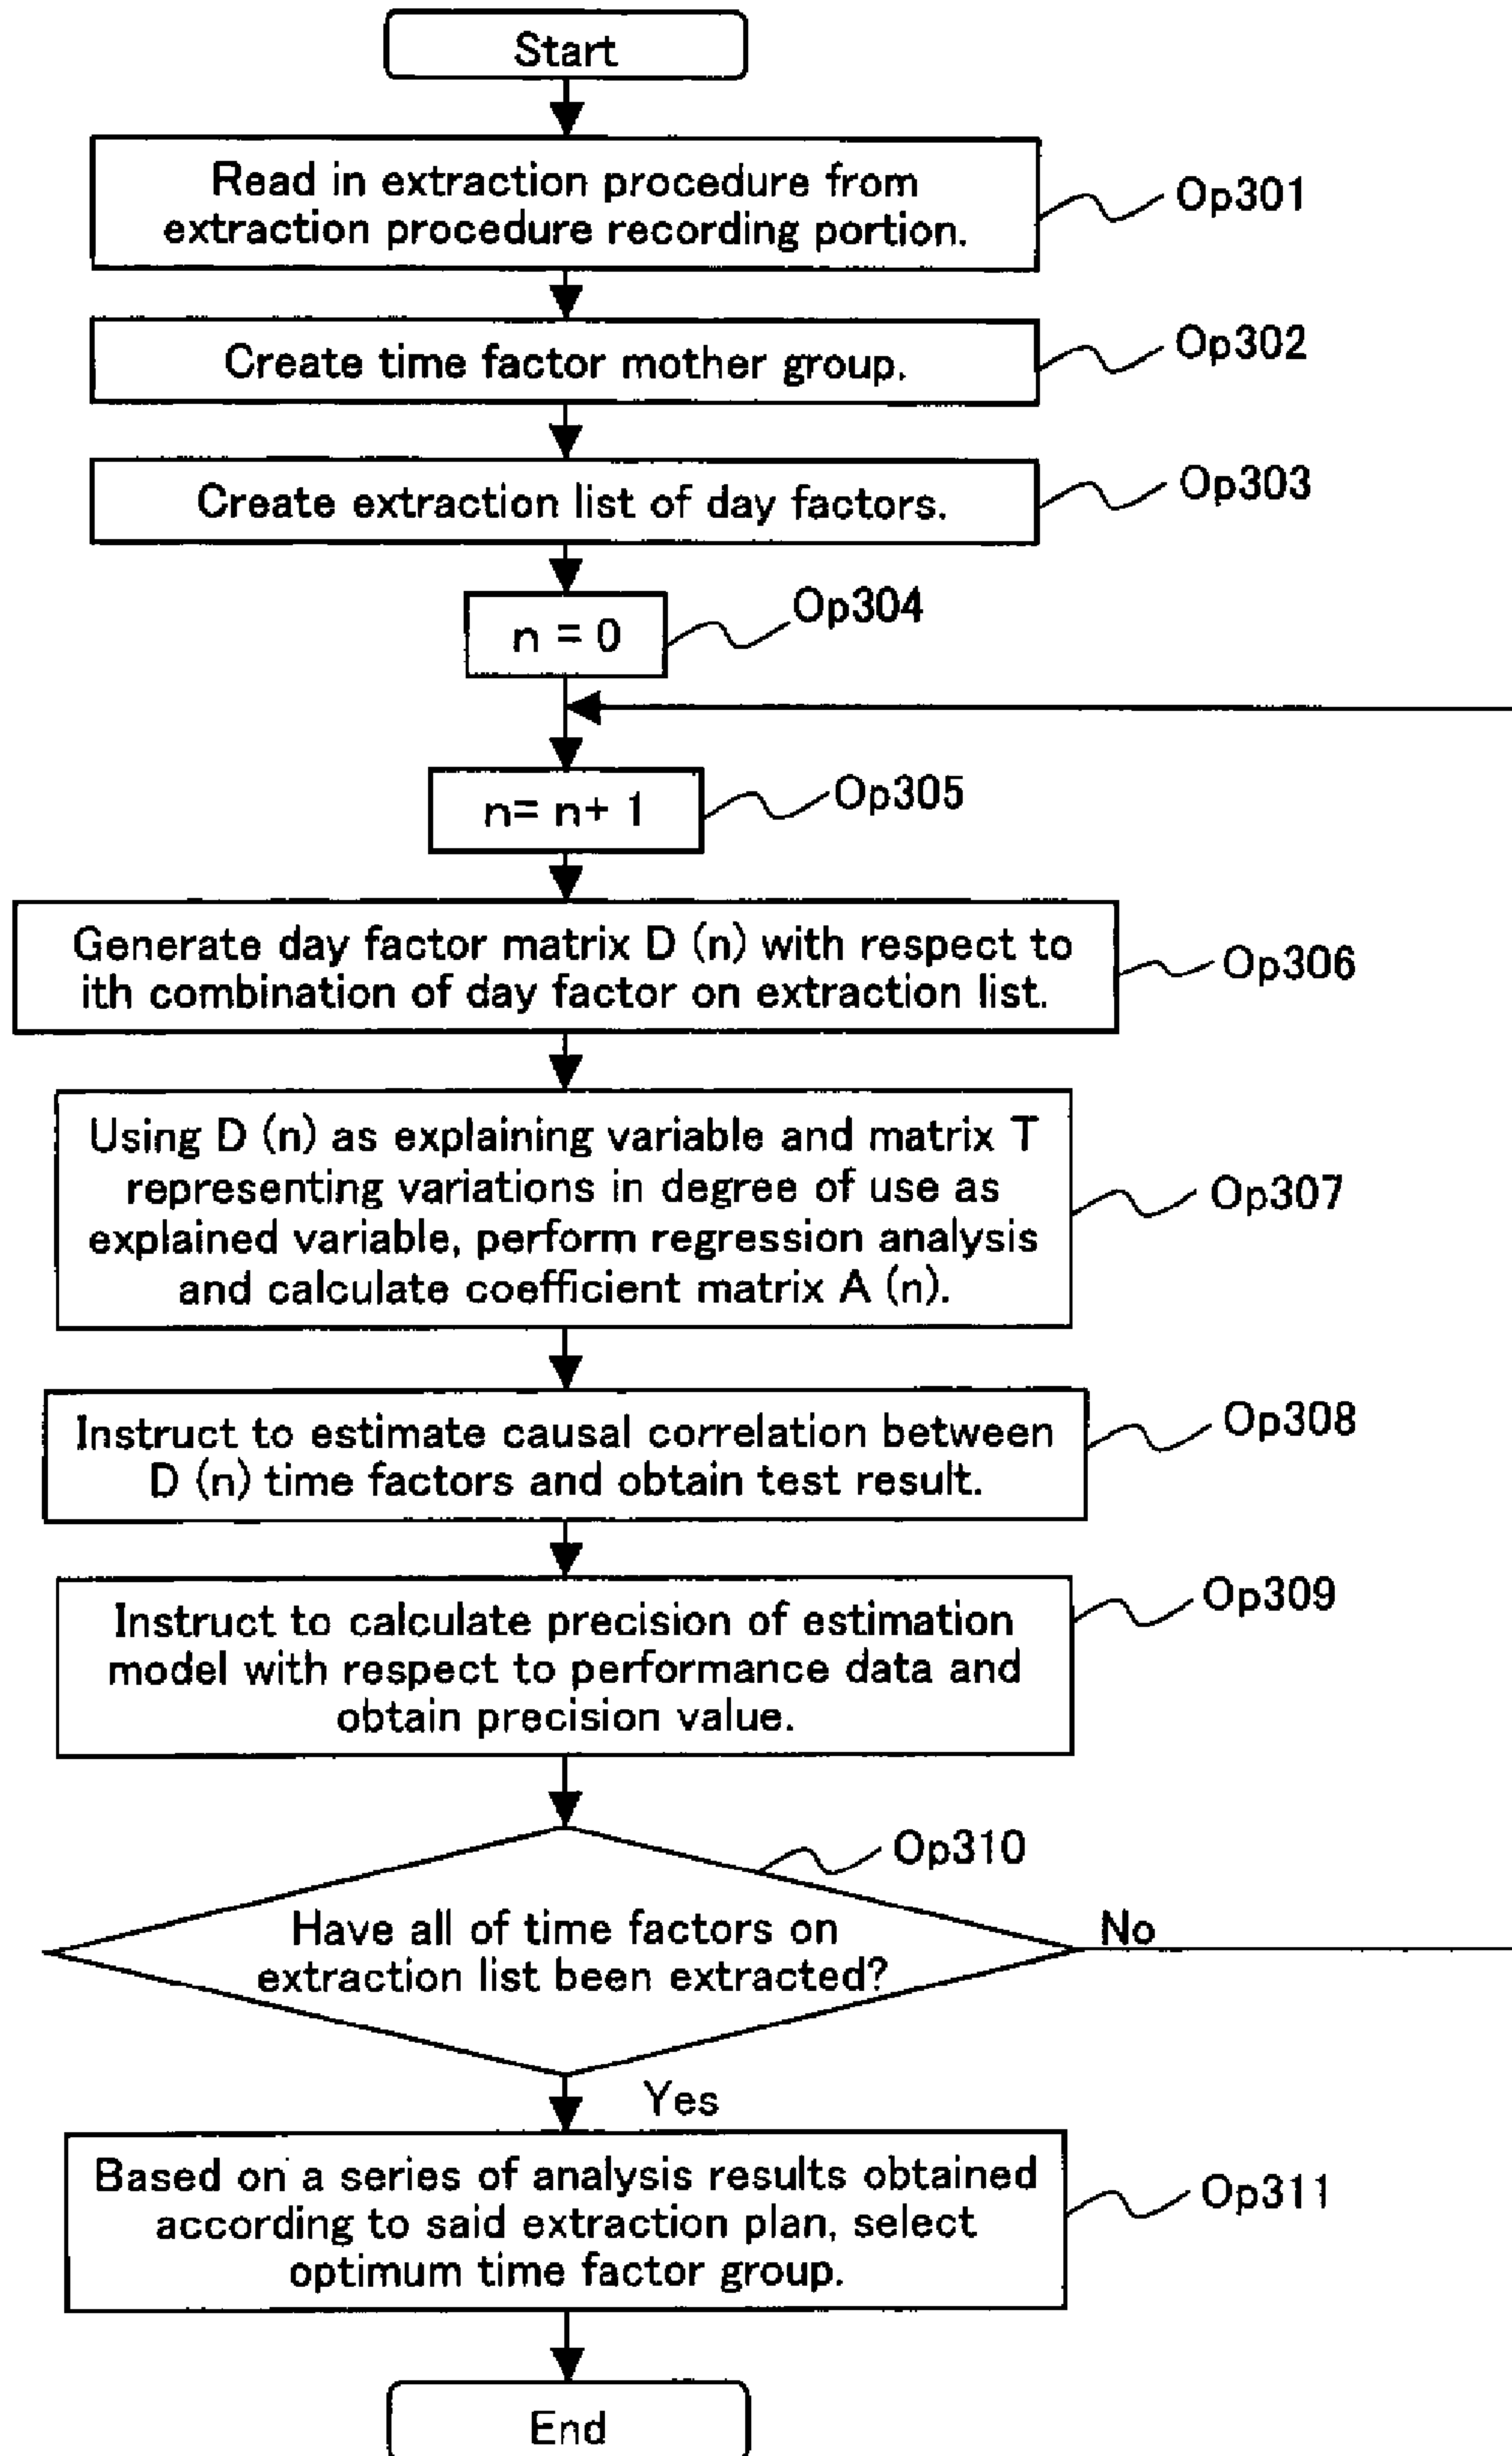 Start
Read in extraction procedure from
extraction procedure recording portion.
Op301
Create time factor mother group.
Op302
Create extraction list of day factors.
Op303
n = 0
Op304
n= n+ 1
Op305
Generate day factor matrix D (n) with respect to
ith combination of day factor on extraction list.
Op306
Using D (n) as explaining variable and matrix T
representing variations in degree of use as
explained variable, perform regression analysis
and calculate coefficient matrix A (n).
Op307
Instruct to estimate causal correlation between
D (n) time factors and obtain test result.
Op308
Instruct to calculate precision of estimation
model with respect to performance data and
obtain precision value.
Op309
Op310
Have all of time factors on
extraction list been extracted?
No
Yes
Based on a series of analysis results obtained
according to said extraction plan, select
optimum time factor group.
Op311
End